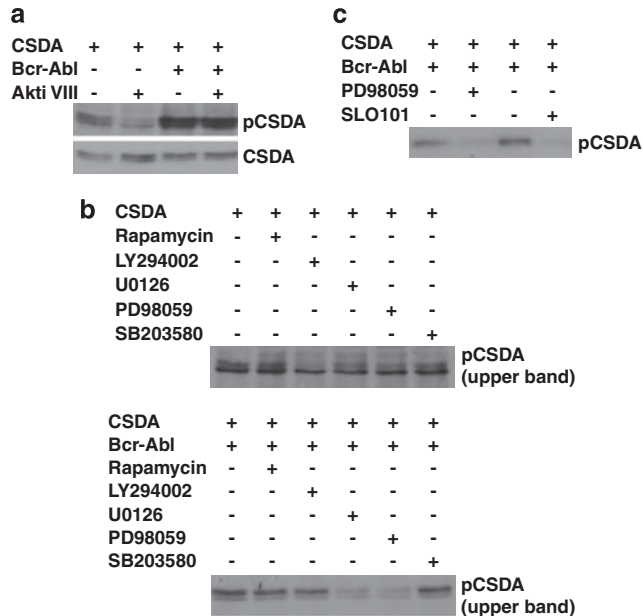 a
CSDA + + + +
Bcr-Abl - - + +
Akti VIII - + - +
pCSDA
CSDA
c
CSDA + + + +
Bcr-Abl + + + +
PD98059 - + - -
SLO101 - - - +
pCSDA
b
CSDA + + + + + +
Rapamycin - + - - - -
LY294002 - - + - - -
U0126 - - - + - -
PD98059 - - - - + -
SB203580 - - - - - +
pCSDA
(upper band)
CSDA + + + + + +
Bcr-Abl + + + + + +
Rapamycin - + - - - -
LY294002 - - + - - -
U0126 - - - + - -
PD98059 - - - - + -
SB203580 - - - - - +
pCSDA
(upper band)